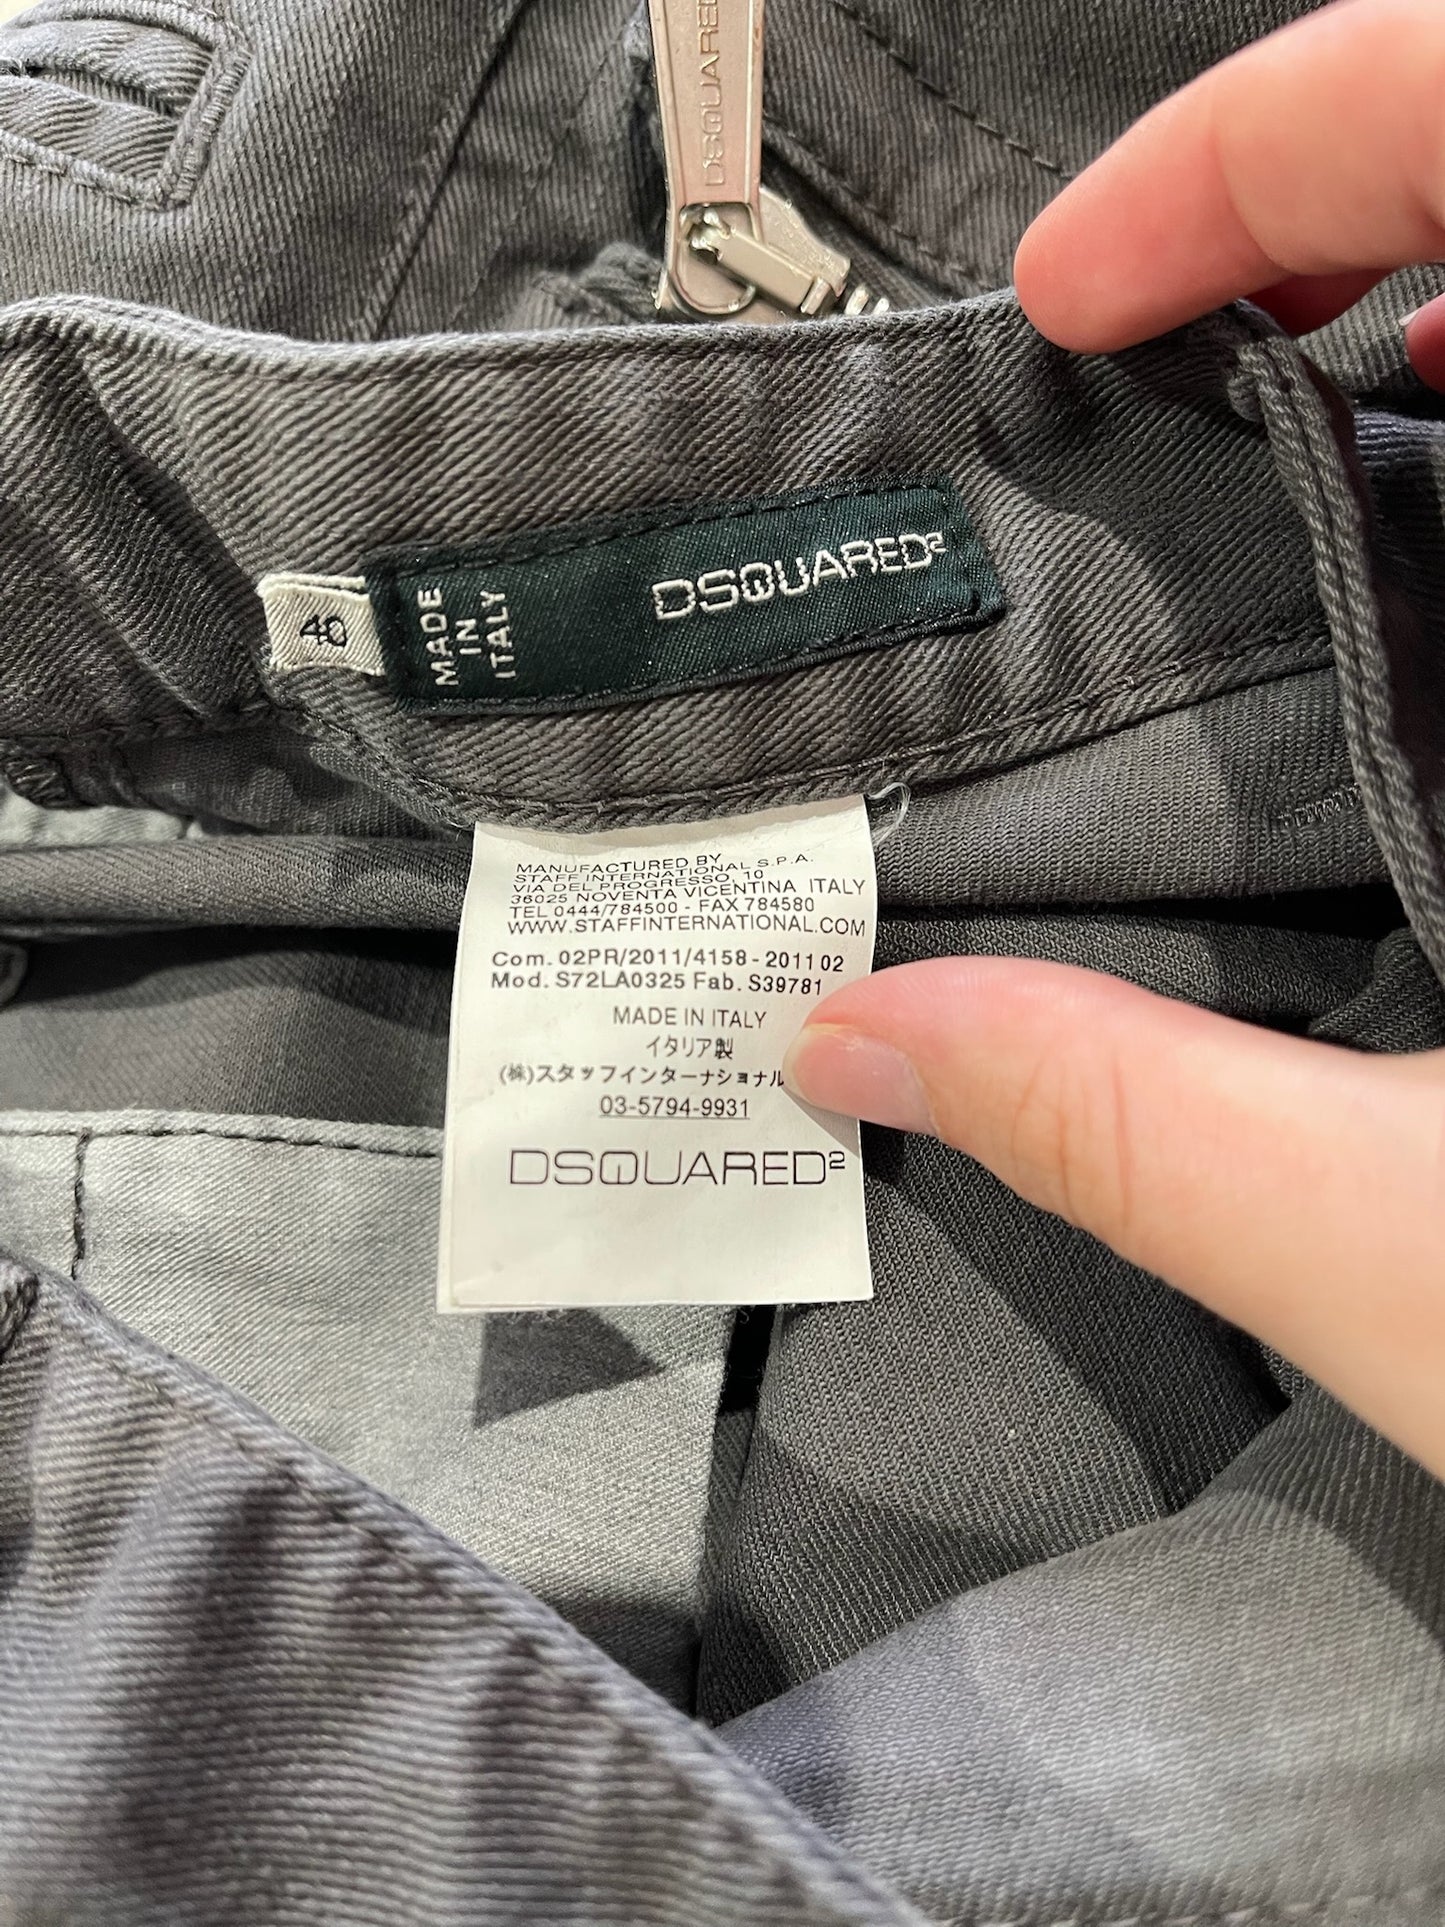 DSQUARED
40
MADE
IN
ITALY
DSQUARED²
MANUFACTURED BY
STAFF INTERNATIONAL S.P.A.
VIA DEL PROGRESSO, 10
36025 NOVENTA VICENTINA ITALY
TEL 0444/784500 - FAX 784580
WWW.STAFFINTERNATIONAL.COM
Com. 02PR/2011/4158 - 2011 02
Mod. S72LA0325 Fab. S39781
MADE IN ITALY
イタリア製
(株)スタッフインターナショナル
03-5794-9931
DSQUARED²